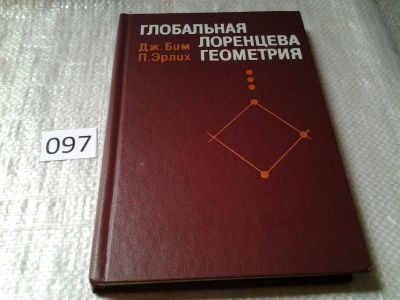 ГЛОБАЛЬНАЯ
ЛОРЕНЦЕВА
ГЕОМЕТРИЯ
Дж. Бим
П. Эрлих
097